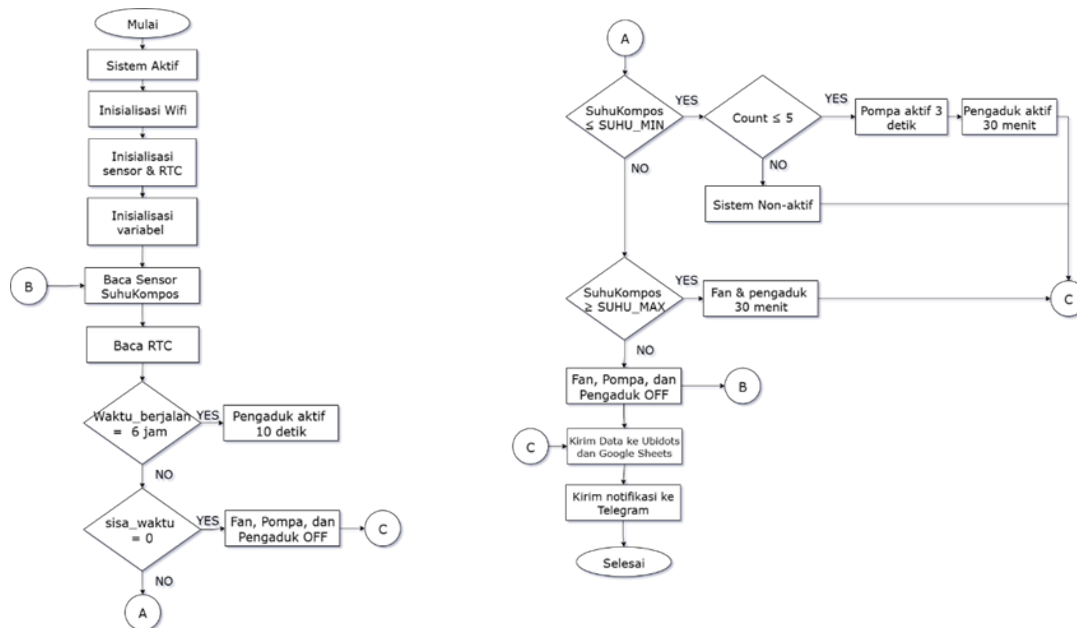 Mulai
Sistem Aktif
Inisialisasi Wifi
Inisialisasi
sensor & RTC
Inisialisasi
variabel
B
Baca Sensor
SuhuKompos
Baca RTC
Waktu_berjalan
= 6 jam
YES
Pengaduk aktif
10 detik
NO
sisa_waktu
= 0
YES
Fan, Pompa, dan
Pengaduk OFF
C
NO
A
A
SuhuKompos
≤ SUHU_MIN
YES
Count ≤ 5
YES
Pompa aktif 3
detik
Pengaduk aktif
30 menit
NO
NO
Sistem Non-aktif
SuhuKompos
≥ SUHU_MAX
YES
Fan & pengaduk
30 menit
C
NO
Fan, Pompa, dan
Pengaduk OFF
B
C
Kirim Data ke Ubidots
dan Google Sheets
Kirim notifikasi ke
Telegram
Selesai